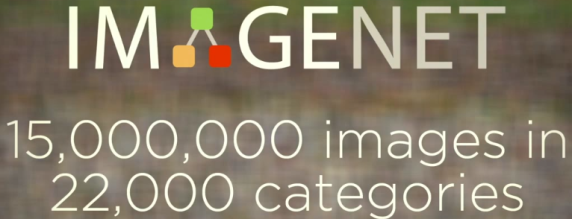 IMAGENET
15,000,000 images in
22,000 categories